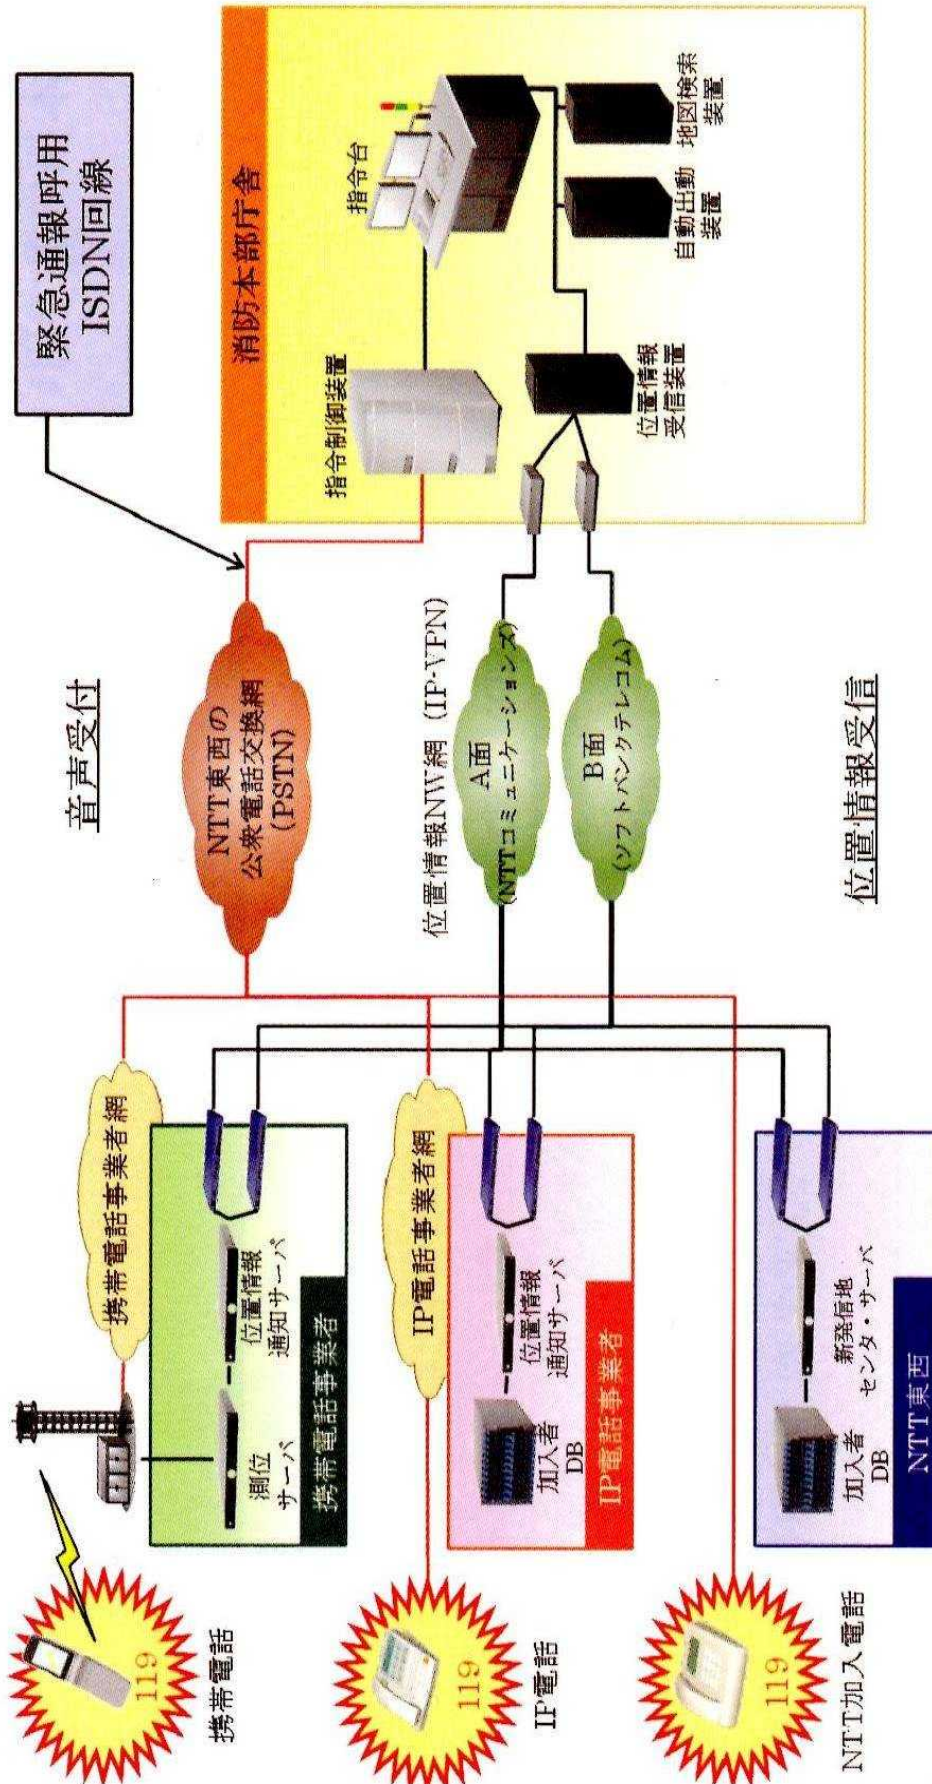 音声受付
緊急通報呼用
ISDN回線
119
携帯電話
携帯電話事業者網
測位
サーバ
位置情報
通知サーバ
携帯電話事業者
NTT東西の
公衆電話交換網
(PSTN)
消防本部庁舎
指令制御装置
指令台
119
IP電話
IP電話事業者網
加入者
DB
位置情報
通知サーバ
IP電話事業者
位置情報NW網 (IP-VPN)
A面
(NTTコミュニケーションズ)
B面
(ソフトバンクテレコム)
位置情報
受信装置
自動出動
装置
地図検索
装置
119
NTT加入電話
加入者
DB
新発信地
センタ・サーバ
NTT東西
位置情報受信